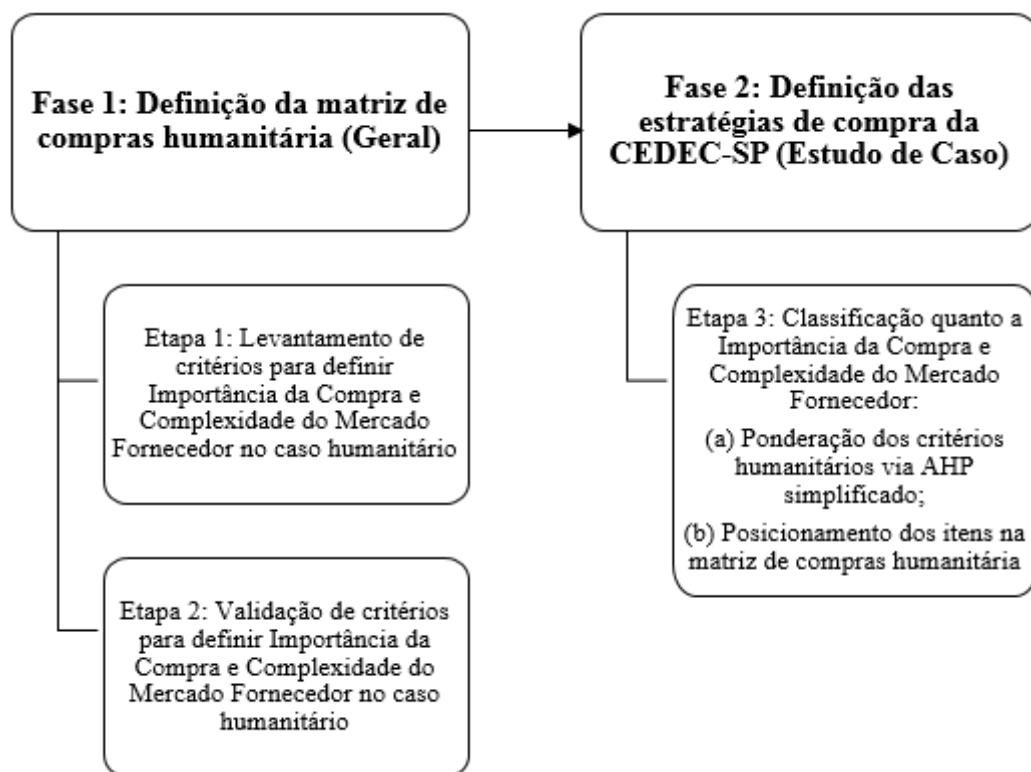 Fase 1: Definição da matriz de
compras humanitária (Geral)
Etapa 1: Levantamento de
critérios para definir
Importância da Compra e
Complexidade do Mercado
Fornecedor no caso humanitário
Etapa 2: Validação de critérios
para definir Importância da
Compra e Complexidade do
Mercado Fornecedor no caso
humanitário
Fase 2: Definição das
estratégias de compra da
CEDEC-SP (Estudo de Caso)
Etapa 3: Classificação quanto a
Importância da Compra e
Complexidade do Mercado
Fornecedor:
(a) Ponderação dos critérios
humanitários via AHP
simplificado;
(b) Posicionamento dos itens na
matriz de compras humanitária